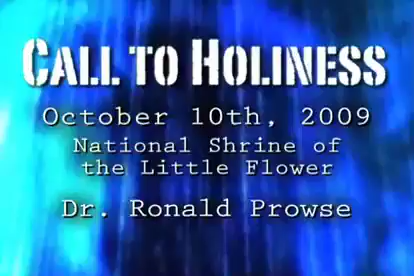 CALL TO HOLINESS
October 10th, 2009
National Shrine of
the Little Flower
Dr. Ronald Prowse